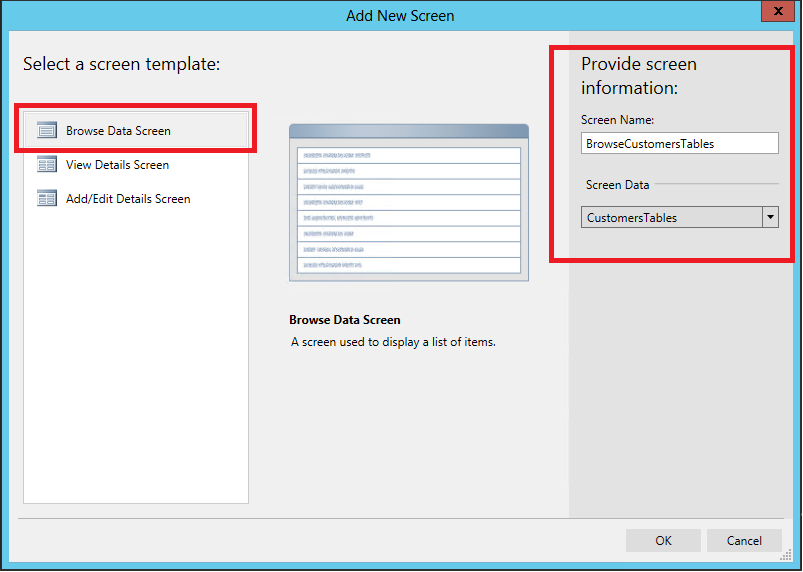 Add New Screen
x
Select a screen template:
Browse Data Screen
View Details Screen
Add/Edit Details Screen
Browse Data Screen
A screen used to display a list of items.
Provide screen
information:
Screen Name:
BrowseCustomersTables
Screen Data
CustomersTables
OK
Cancel